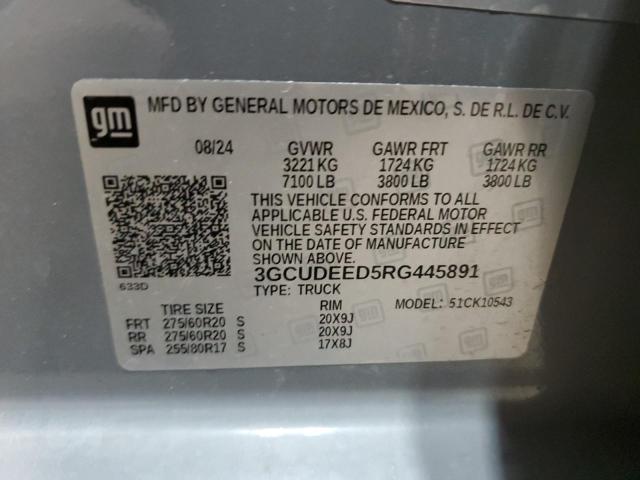 gm MFD BY GENERAL MOTORS DE MEXICO, S. DE R.L. DE C.V.
08/24 GVWR GAWR FRT GAWR RR
3221 KG 1724 KG 1724 KG
7100 LB 3800 LB 3800 LB
THIS VEHICLE CONFORMS TO ALL
APPLICABLE U.S. FEDERAL MOTOR
VEHICLE SAFETY STANDARDS IN EFFECT
ON THE DATE OF MANUFACTURE
SHOWN ABOVE.
633D 3GCUDEED5RG445891
TYPE: TRUCK MODEL: 51CK10543
TIRE SIZE RIM
FRT 275/60R20 S 20X9J
RR 275/60R20 S 20X9J
SPA 255/80R17 S 17X8J